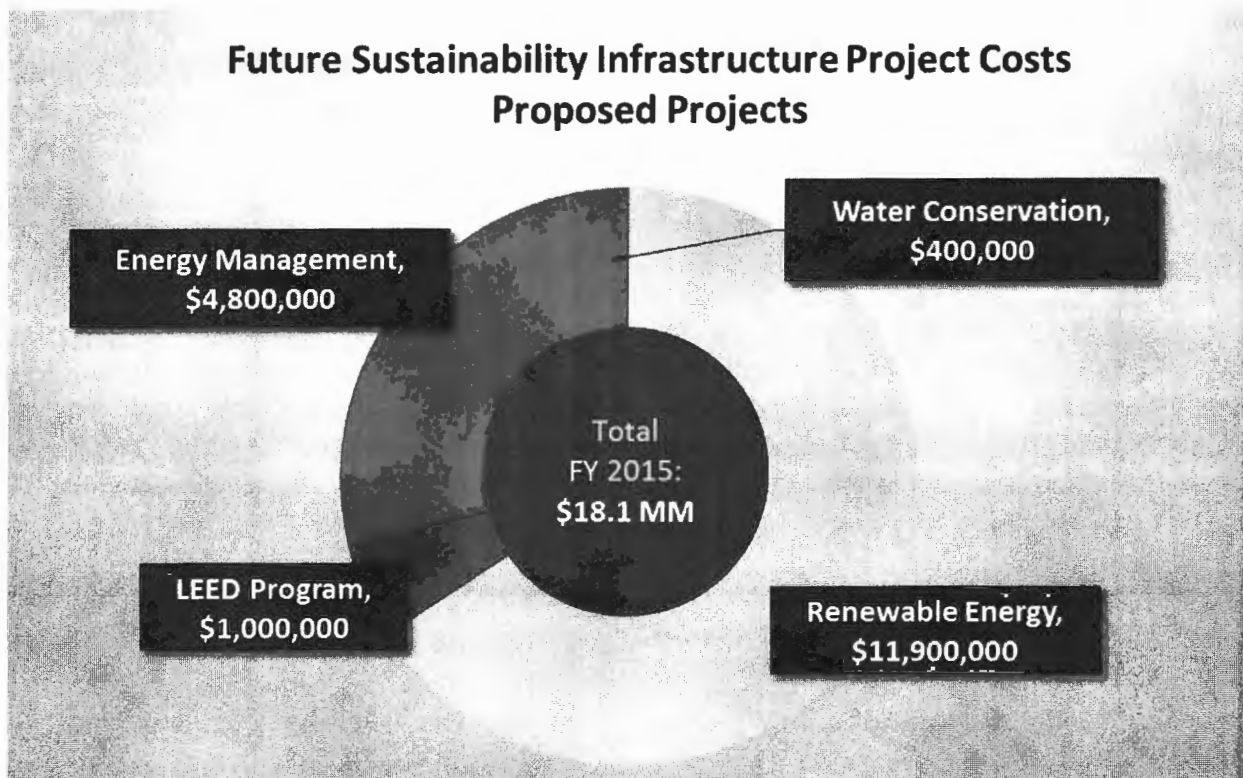 Future Sustainability Infrastructure Project Costs
Proposed Projects
Water Conservation,
$400,000
Energy Management,
$4,800,000
Total
FY 2015:
$18.1 MM
LEED Program,
$1,000,000
Renewable Energy,
$11,900,000